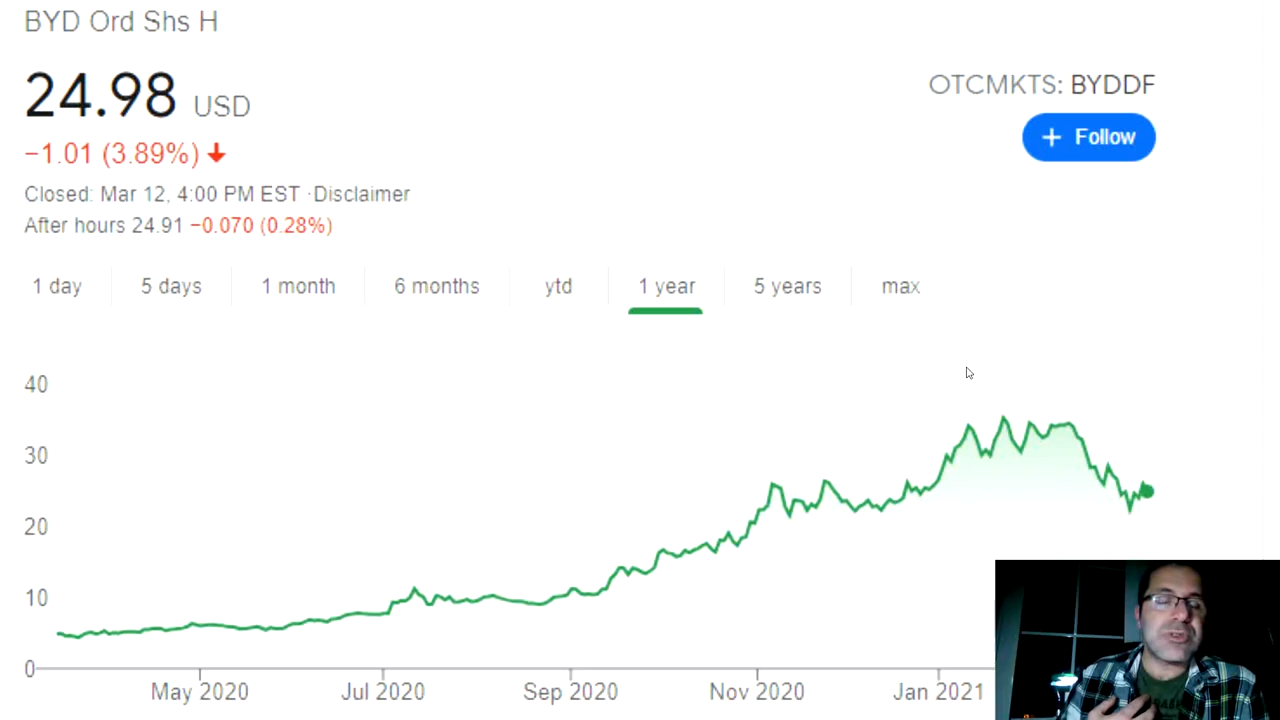 BYD Ord Shs H
24.98 USD
OTCMKTS: BYDDF
+ Follow
−1.01 (3.89%)
Closed: Mar 12, 4:00 PM EST ·Disclaimer
After hours 24.91 −0.070 (0.28%)
1 day 5 days 1 month 6 months ytd 1 year 5 years max
40
30
20
10
0
May 2020 Jul 2020 Sep 2020 Nov 2020 Jan 2021